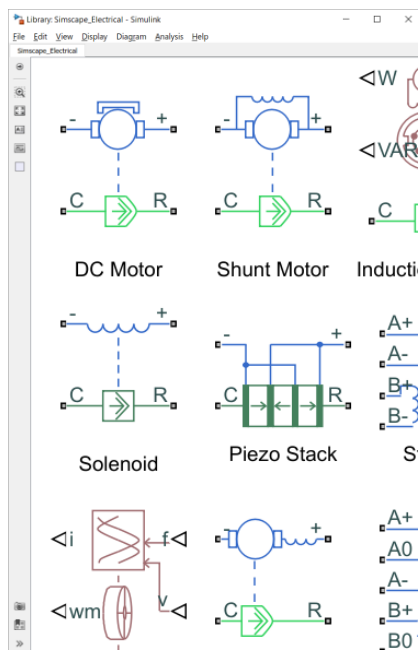 Library: Simscape_Electrical - Simulink
File Edit View Display Diagram Analysis Help
Simscape_Electrical
- +
- +
W
VAR
C R
C R
C
DC Motor
Shunt Motor
- +
- +
A+
A-
B+
B-
C R
C R
Solenoid
Piezo Stack
i f
- +
A+
A0
A-
wm v
C R
B+
B0